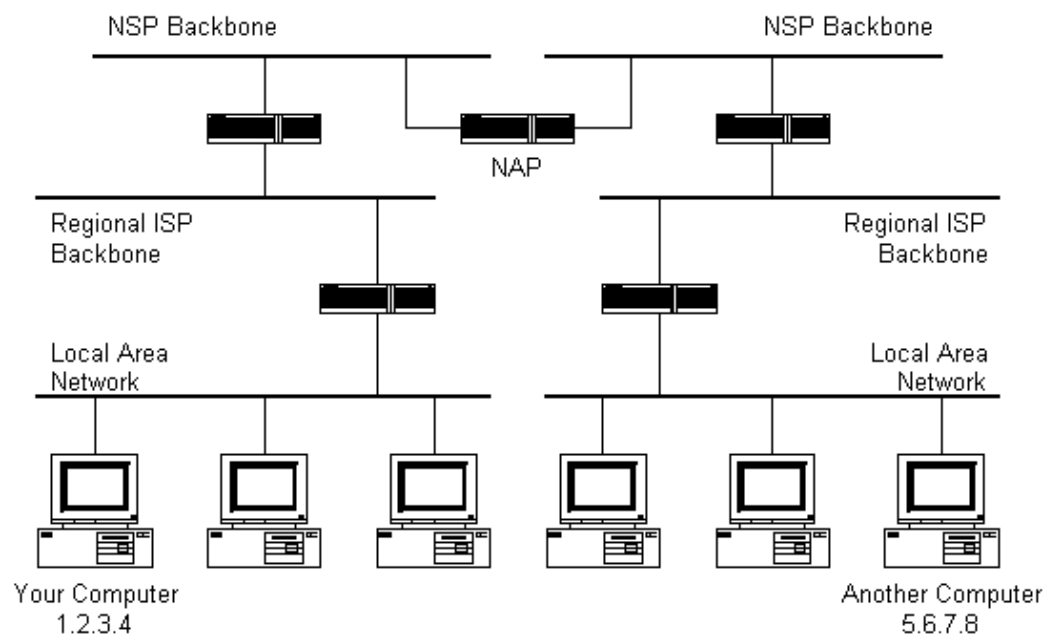 NSP Backbone
NSP Backbone
NAP
Regional ISP
Backbone
Regional ISP
Backbone
Local Area
Network
Local Area
Network
Your Computer
1.2.3.4
Another Computer
5.6.7.8